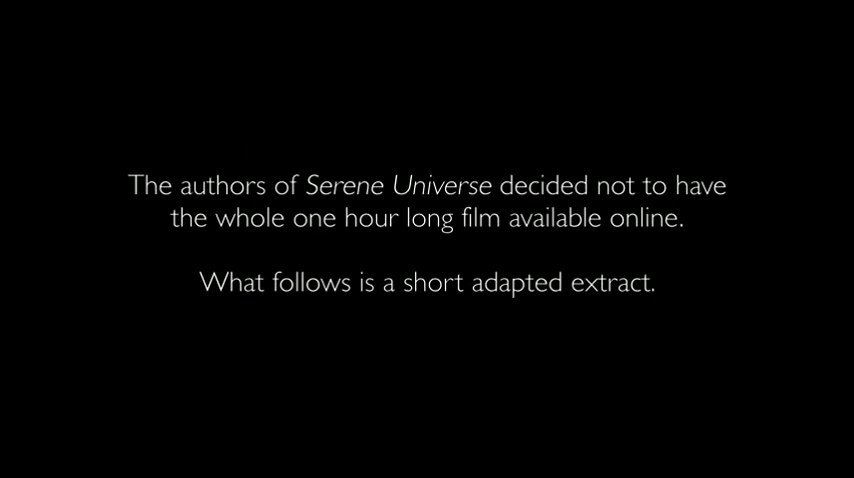 The authors of Serene Universe decided not to have
the whole one hour long film available online.
What follows is a short adapted extract.